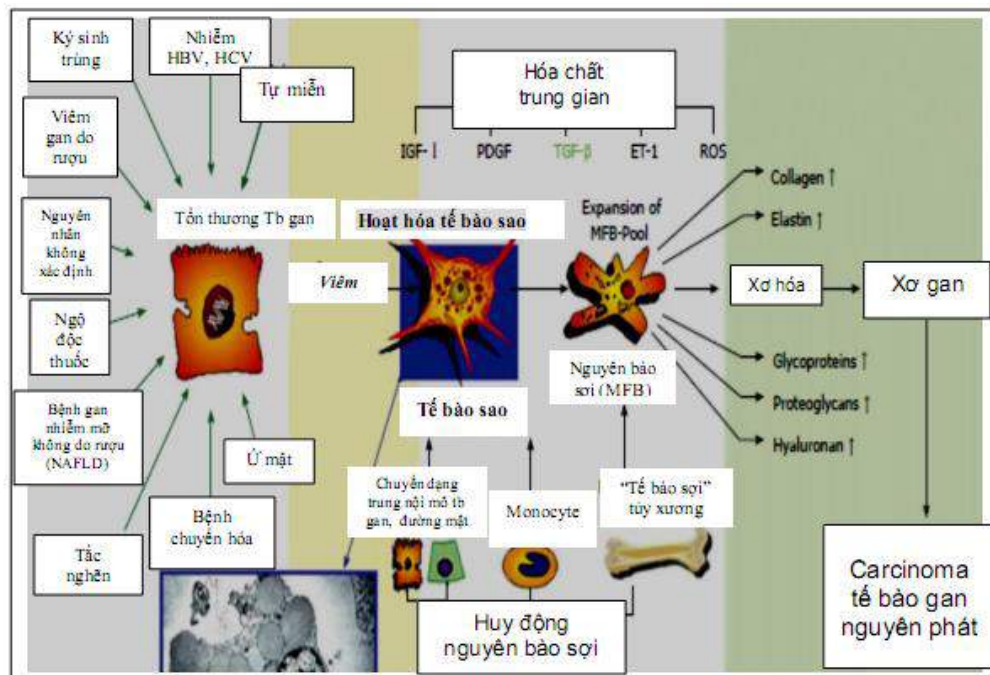 Ký sinh
trùng
Nhiễm
HBV, HCV
Tự miễn
Viêm
gan do
rượu
Nguyên
nhân
không
xác định
Ngộ
độc
thuốc
Bệnh gan
nhiễm mỡ
không do rượu
(NAFLD)
Tắc
nghẽn
Bệnh
chuyển hóa
Ứ mật
Tổn thương Tb gan
Viêm
Hóa chất
trung gian
IGF- I
PDGF
TGF-β
ET-1
ROS
Hoạt hóa tế bào sao
Tế bào sao
Expansion of
MFB-Pool
Nguyên bào
sợi (MFB)
Collagen ↑
Elastin ↑
Xơ hóa
Xơ gan
Glycoproteins ↑
Proteoglycans ↑
Hyaluronan ↑
Chuyển dạng
trung nội mô tb
gan, đường mật
Monocyte
“Tế bào sợi”
tủy xương
Huy động
nguyên bào sợi
Carcinoma
tế bào gan
nguyên phát